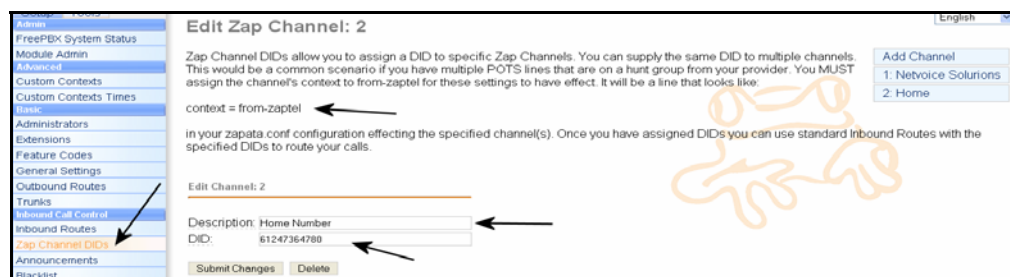 Setup Tools
Admin
FreePBX System Status
Module Admin
Advanced
Custom Contexts
Custom Contexts Times
Basic
Administrators
Extensions
Feature Codes
General Settings
Outbound Routes
Trunks
Inbound Call Control
Inbound Routes
Zap Channel DIDs
Announcements
Blacklist
Edit Zap Channel: 2
Zap Channel DIDs allow you to assign a DID to specific Zap Channels. You can supply the same DID to multiple channels.
This would be a common scenario if you have multiple POTS lines that are on a hunt group from your provider. You MUST
assign the channel's context to from-zaptel for these settings to have effect. It will be a line that looks like:
context = from-zaptel
in your zapata.conf configuration effecting the specified channel(s). Once you have assigned DIDs you can use standard Inbound Routes with the
specified DIDs to route your calls.
Edit Channel: 2
Description: Home Number
DID: 61247364780
Submit Changes Delete
English
Add Channel
1: Netvoice Solurions
2: Home